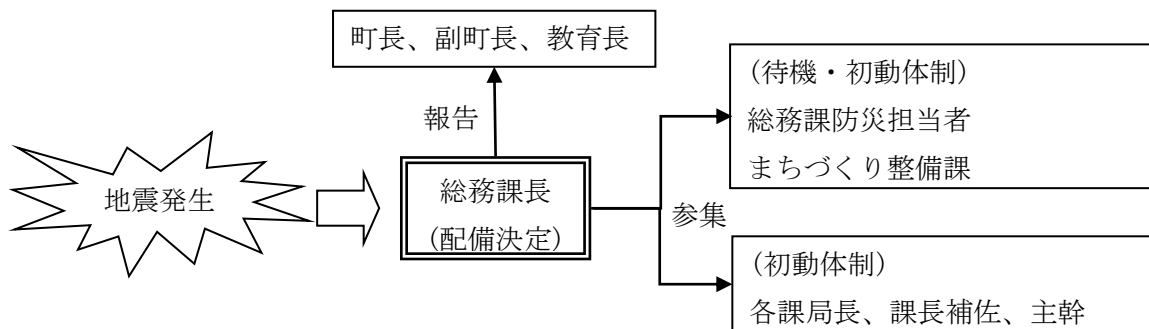 町長、副町長、教育長
報告
地震発生
総務課長
(配備決定)
参集
(待機・初動体制)
総務課防災担当者
まちづくり整備課
(初動体制)
各課局長、課長補佐、主幹